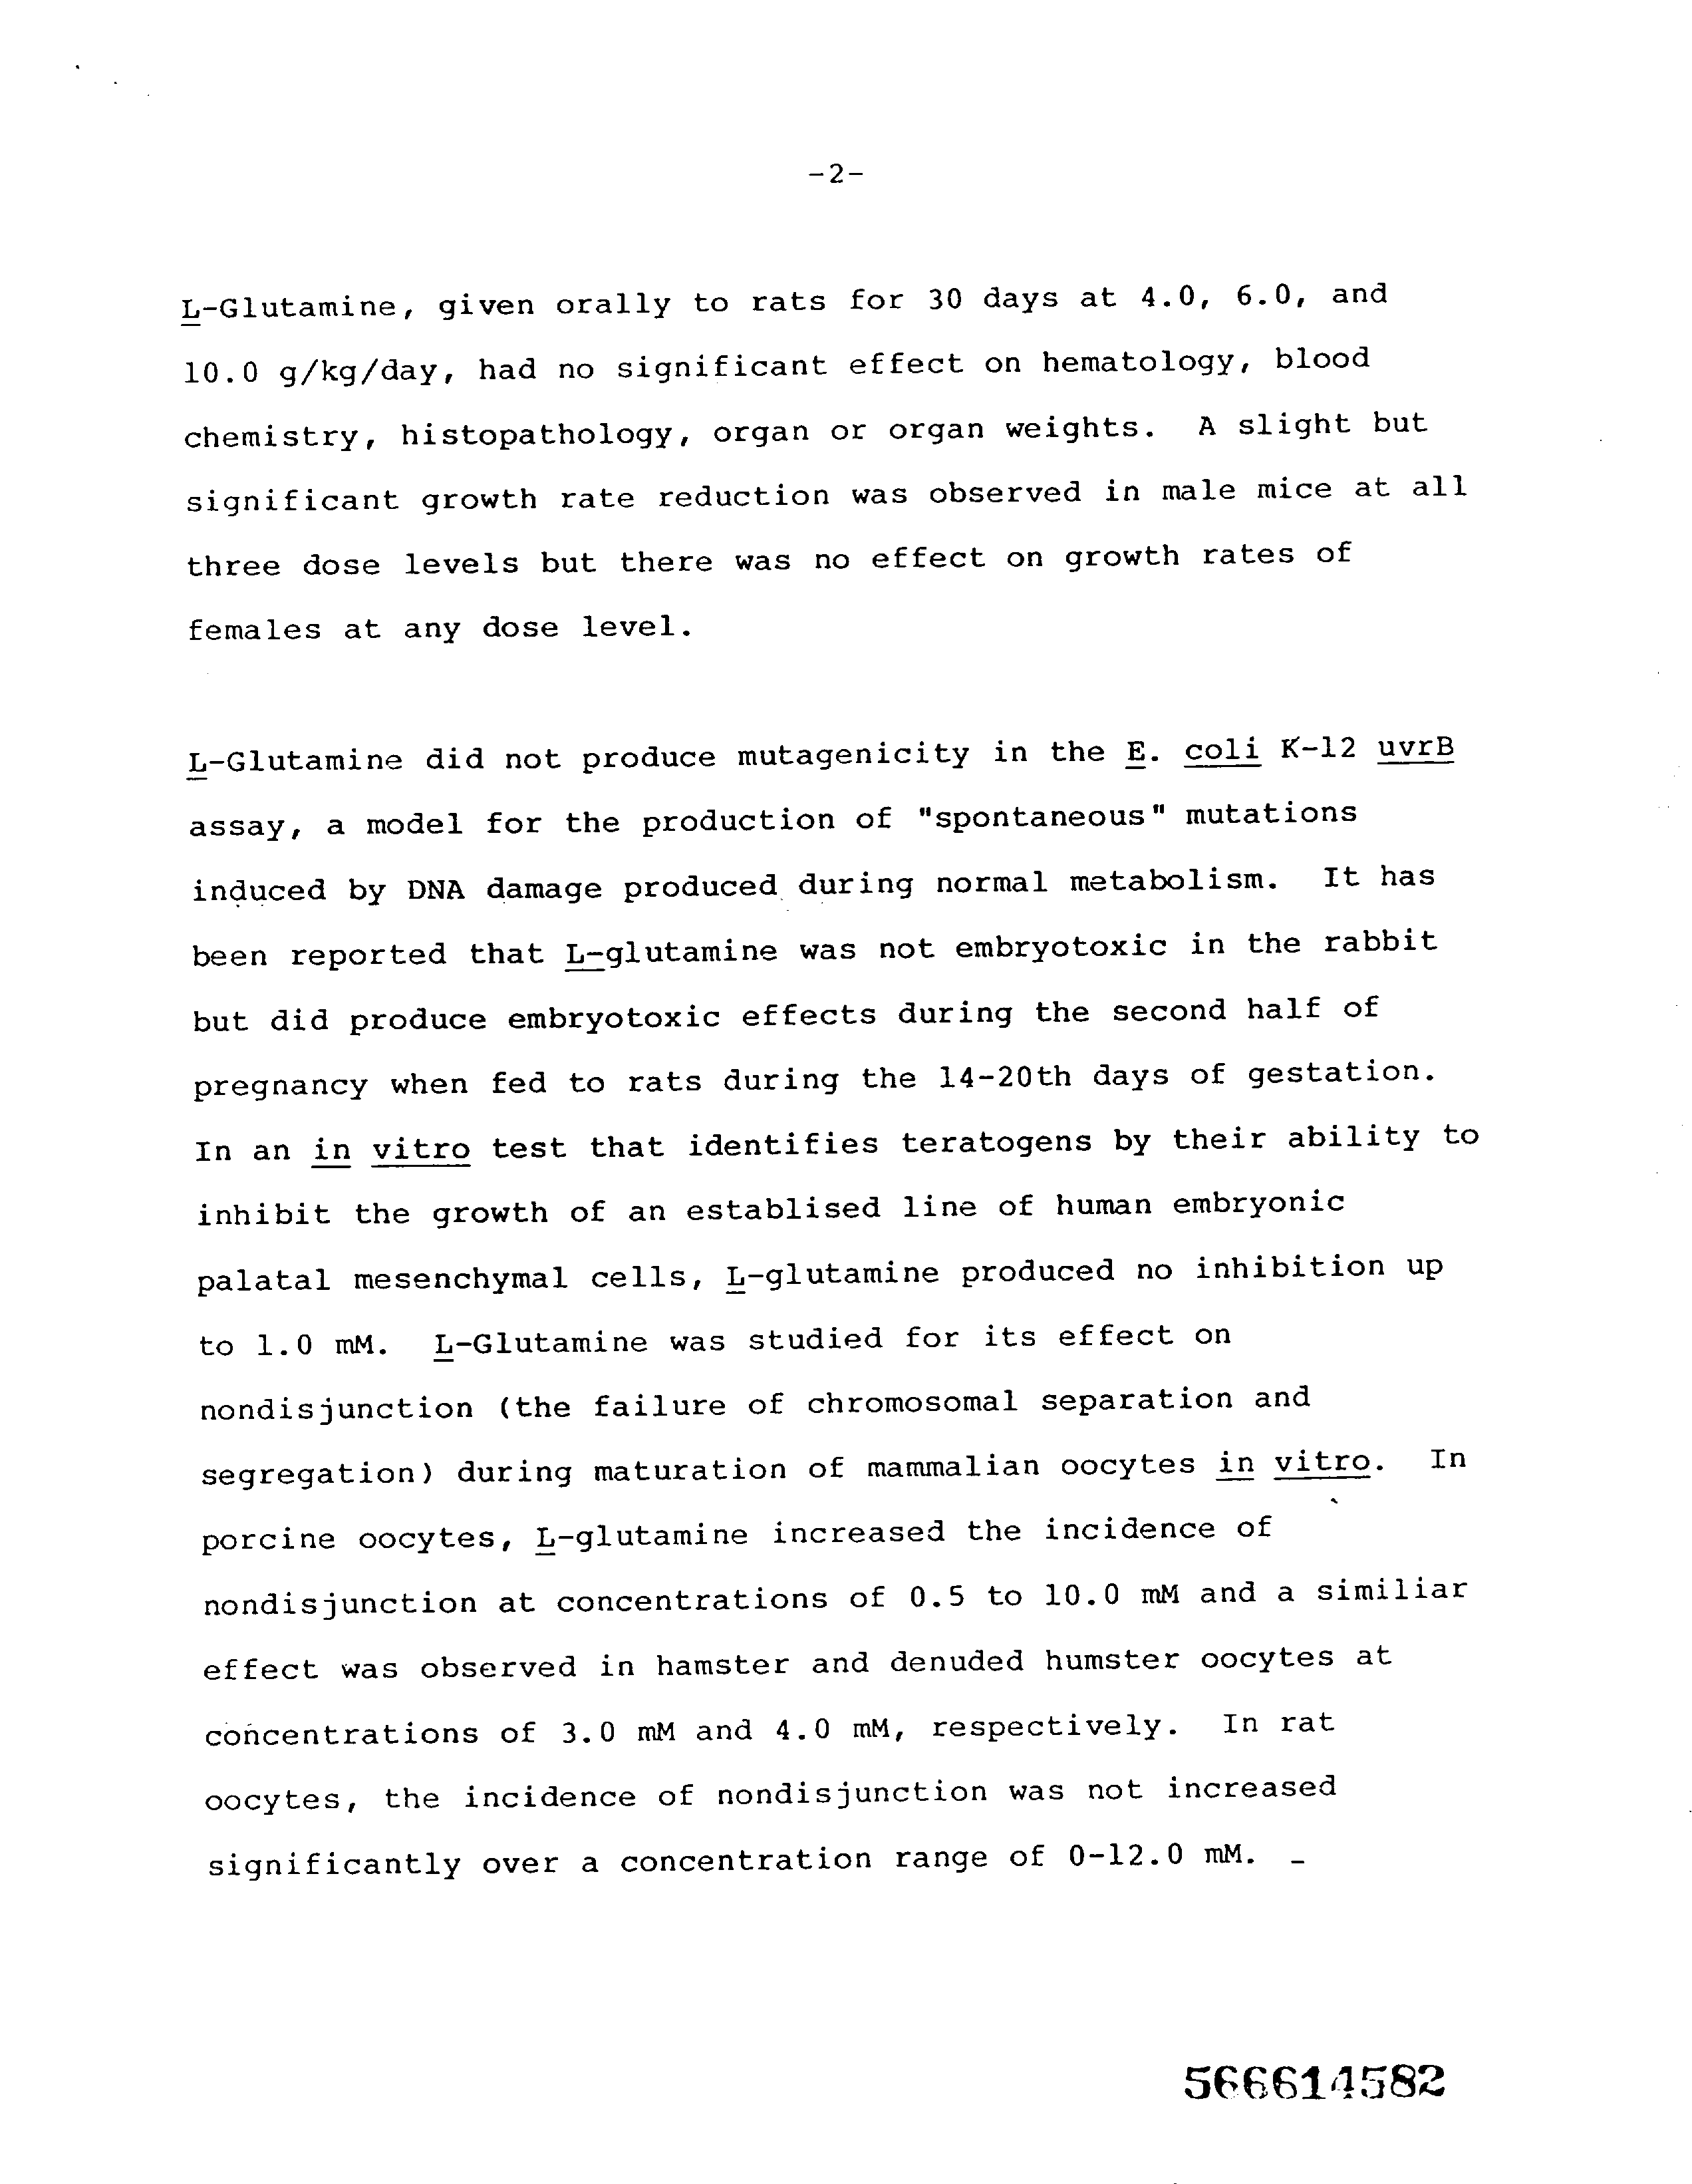 -2-
L-Glutamine, given orally to rats for 30 days at 4.0, 6.0, and
10.0 g/kg/day, had no significant effect on hematology, blood
chemistry, histopathology, organ or organ weights. A slight but
significant growth rate reduction was observed in male mice at all
three dose levels but there was no effect on growth rates of
females at any dose level.
L-Glutamine did not produce mutagenicity in the E. coli K-12 uvrB
assay, a model for the production of "spontaneous" mutations
induced by DNA damage produced during normal metabolism. It has
been reported that L-glutamine was not embryotoxic in the rabbit
but did produce embryotoxic effects during the second half of
pregnancy when fed to rats during the 14-20th days of gestation.
In an in vitro test that identifies teratogens by their ability to
inhibit the growth of an establised line of human embryonic
palatal mesenchymal cells, L-glutamine produced no inhibition up
to 1.0 mM. L-Glutamine was studied for its effect on
nondisjunction (the failure of chromosomal separation and
segregation) during maturation of mammalian oocytes in vitro. In
porcine oocytes, L-glutamine increased the incidence of
nondisjunction at concentrations of 0.5 to 10.0 mM and a similiar
effect was observed in hamster and denuded humster oocytes at
concentrations of 3.0 mM and 4.0 mM, respectively. In rat
oocytes, the incidence of nondisjunction was not increased
significantly over a concentration range of 0-12.0 mM. -
566614582